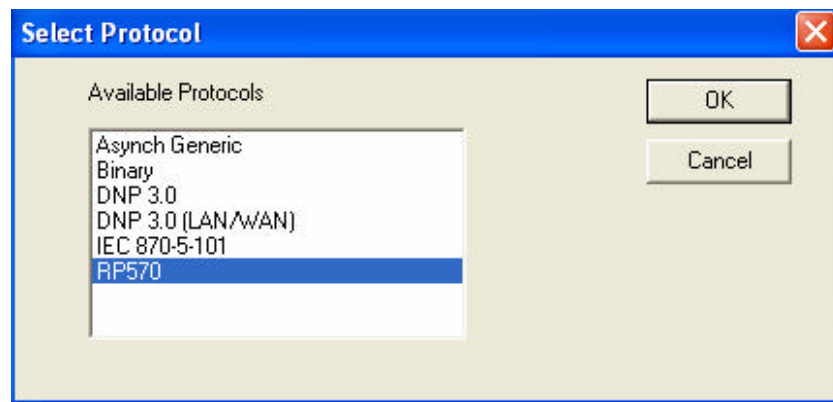 Select Protocol
Available Protocols
OK
Asynch Generic
Binary
Cancel
DNP 3.0
DNP 3.0 (LAN/WAN)
IEC 870-5-101
RP570